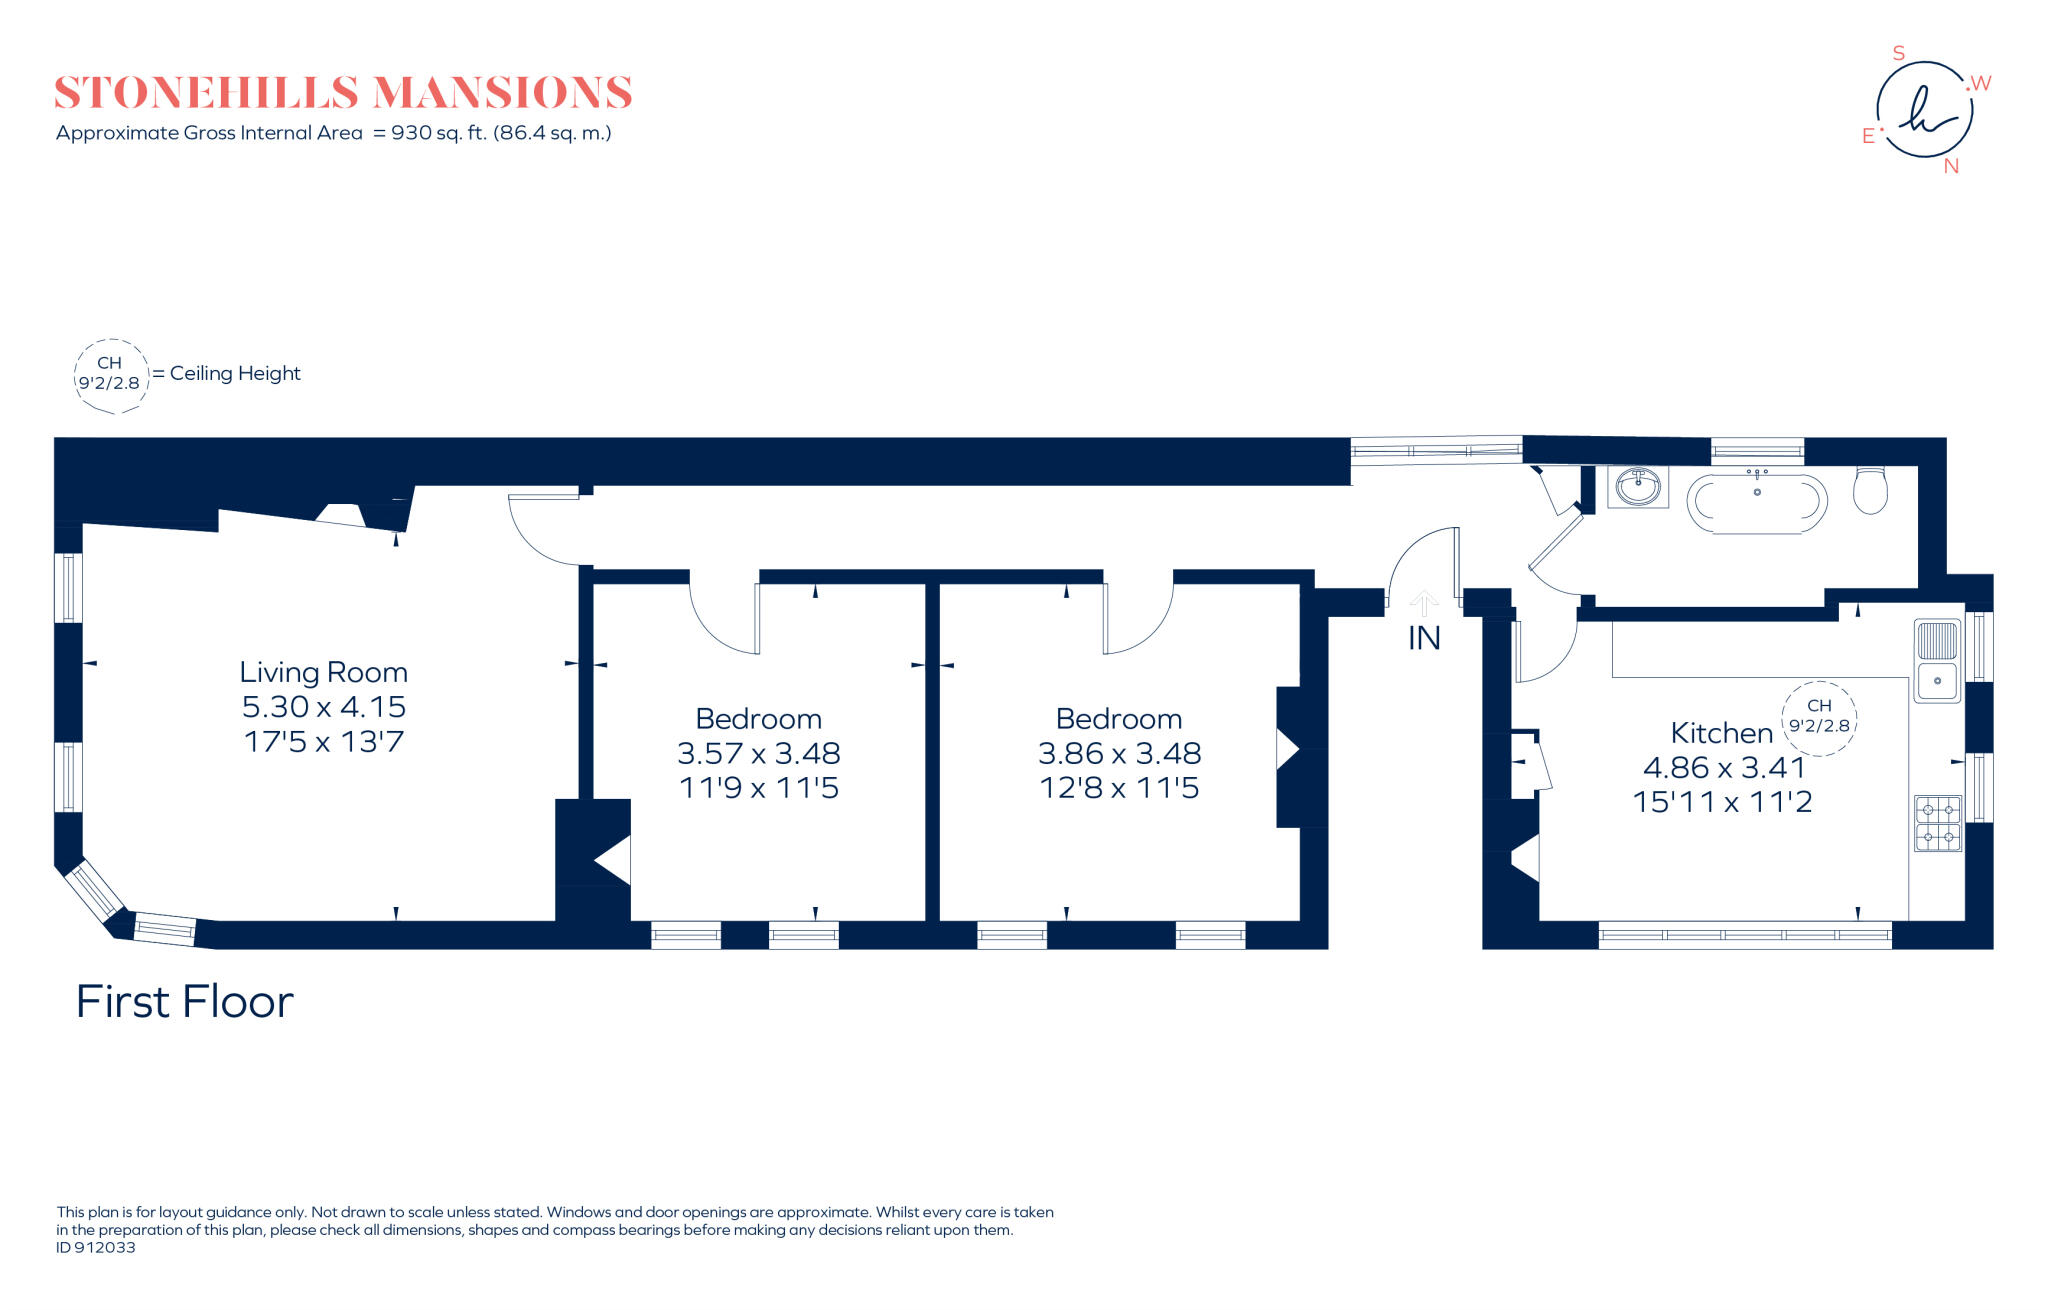 STONEHILLS MANSIONS
Approximate Gross Internal Area = 930 sq. ft. (86.4 sq. m.)
S
W
E
N
CH
9'2/2.8
= Ceiling Height
IN
Living Room
5.30 x 4.15
17'5 x 13'7
Bedroom
3.57 x 3.48
11'9 x 11'5
Bedroom
3.86 x 3.48
12'8 x 11'5
Kitchen
4.86 x 3.41
15'11 x 11'2
CH
9'2/2.8
First Floor
This plan is for layout guidance only. Not drawn to scale unless stated. Windows and door openings are approximate. Whilst every care is taken
in the preparation of this plan, please check all dimensions, shapes and compass bearings before making any decisions reliant upon them.
ID 912033